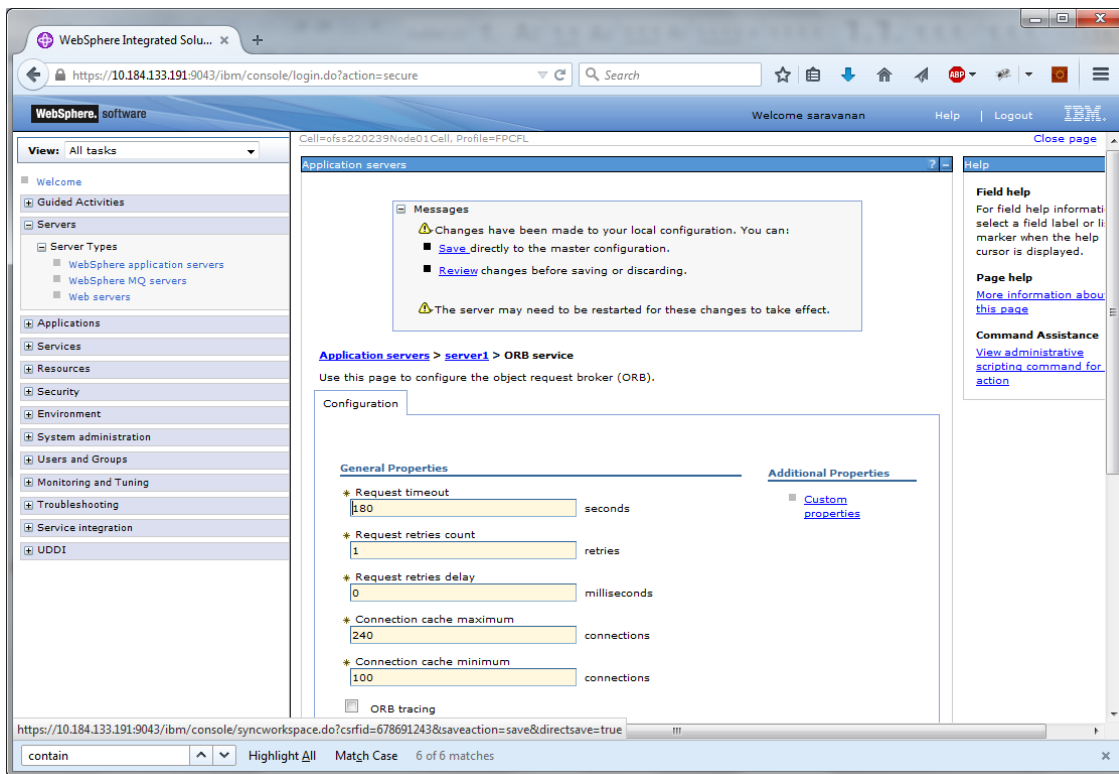 WebSphere Integrated Solu...
https://10.184.133.191:9043/ibm/console/login.do?action=secure
Search
ABP
WebSphere. software
Welcome saravanan
Help | Logout
IBM.
View: All tasks
Welcome
Guided Activities
Servers
Server Types
WebSphere application servers
WebSphere MQ servers
Web servers
Applications
Services
Resources
Security
Environment
System administration
Users and Groups
Monitoring and Tuning
Troubleshooting
Service integration
UDDI
Cell=ofss220239Node01Cell, Profile=FPCFL
Close page
Application servers
? -
Messages
Changes have been made to your local configuration. You can:
Save directly to the master configuration.
Review changes before saving or discarding.
The server may need to be restarted for these changes to take effect.
Application servers > server1 > ORB service
Use this page to configure the object request broker (ORB).
Configuration
General Properties
Request timeout
180 seconds
Request retries count
1 retries
Request retries delay
0 milliseconds
Connection cache maximum
240 connections
Connection cache minimum
100 connections
ORB tracing
Additional Properties
Custom
properties
Help
Field help
For field help informati
select a field label or li
marker when the help
cursor is displayed.
Page help
More information abou
this page
Command Assistance
View administrative
scripting command for
action
https://10.184.133.191:9043/ibm/console/syncworkspace.do?csrfid=678691243&saveaction=save&directsave=true
contain
Highlight All
Match Case
6 of 6 matches